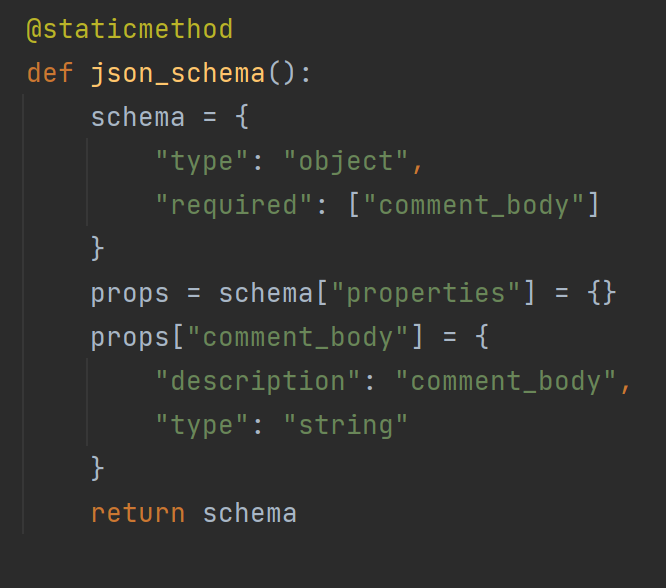 @staticmethod
def json_schema():
    schema = {
        "type": "object",
        "required": ["comment_body"]
    }
    props = schema["properties"] = {}
    props["comment_body"] = {
        "description": "comment_body",
        "type": "string"
    }
    return schema